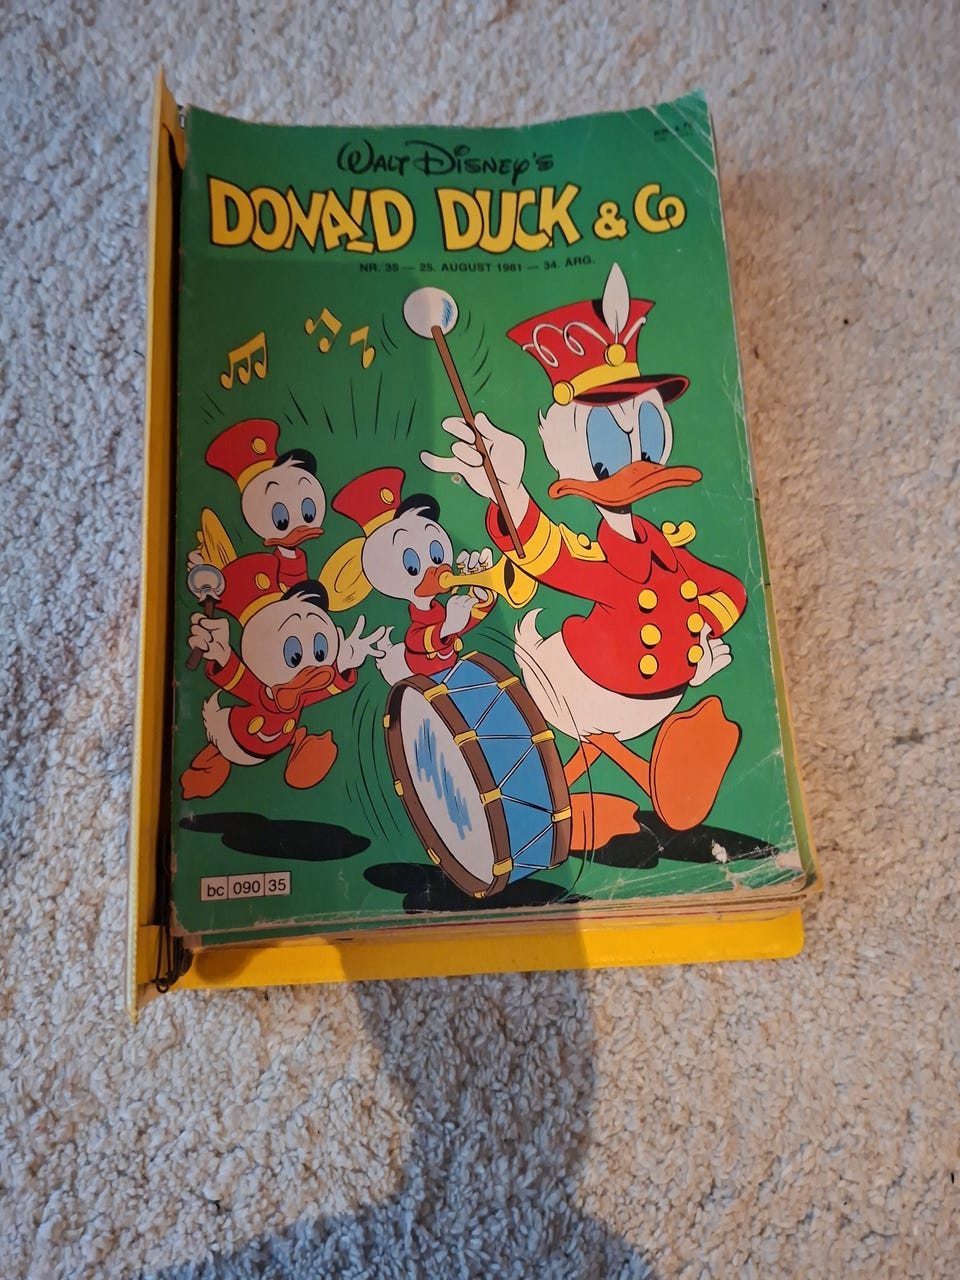 WALT DISNEY'S
DONALD DUCK & Co
NR. 35 — 25. AUGUST 1981 — 34. ÅRG.
bc 090 35